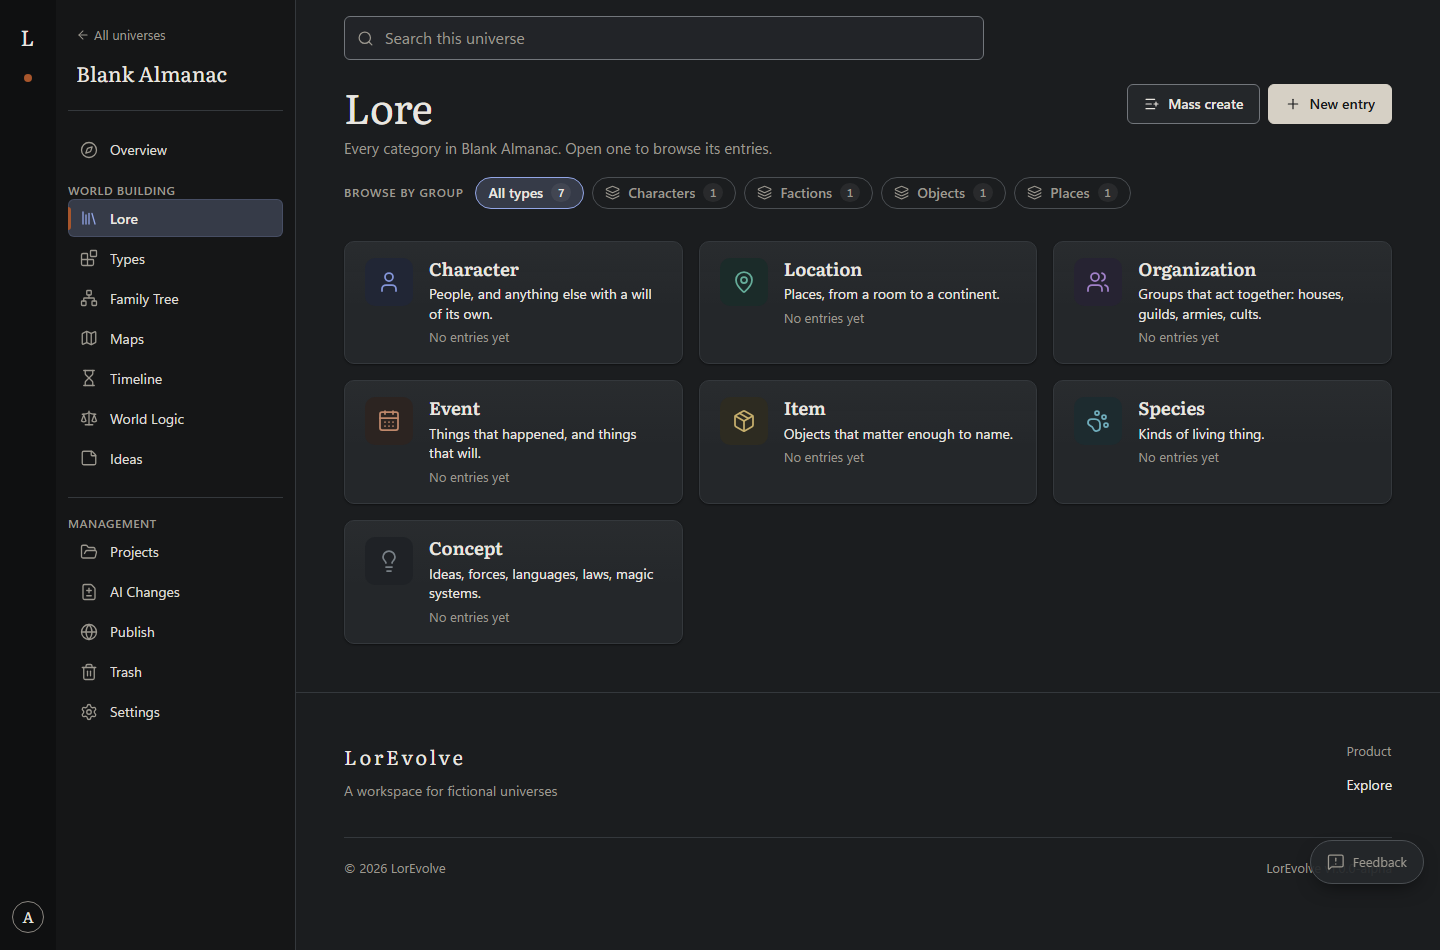 L
All universes
Blank Almanac
Overview
WORLD BUILDING
Lore
Types
Family Tree
Maps
Timeline
World Logic
Ideas
MANAGEMENT
Projects
AI Changes
Publish
Trash
Settings
A
Search this universe
Lore
Mass create
New entry
Every category in Blank Almanac. Open one to browse its entries.
BROWSE BY GROUP
All types 7
Characters 1
Factions 1
Objects 1
Places 1
Character
People, and anything else with a will
of its own.
No entries yet
Location
Places, from a room to a continent.
No entries yet
Organization
Groups that act together: houses,
guilds, armies, cults.
No entries yet
Event
Things that happened, and things
that will.
No entries yet
Item
Objects that matter enough to name.
No entries yet
Species
Kinds of living thing.
No entries yet
Concept
Ideas, forces, languages, laws, magic
systems.
No entries yet
LorEvolve
A workspace for fictional universes
Product
Explore
© 2026 LorEvolve
LorEvolve
Feedback